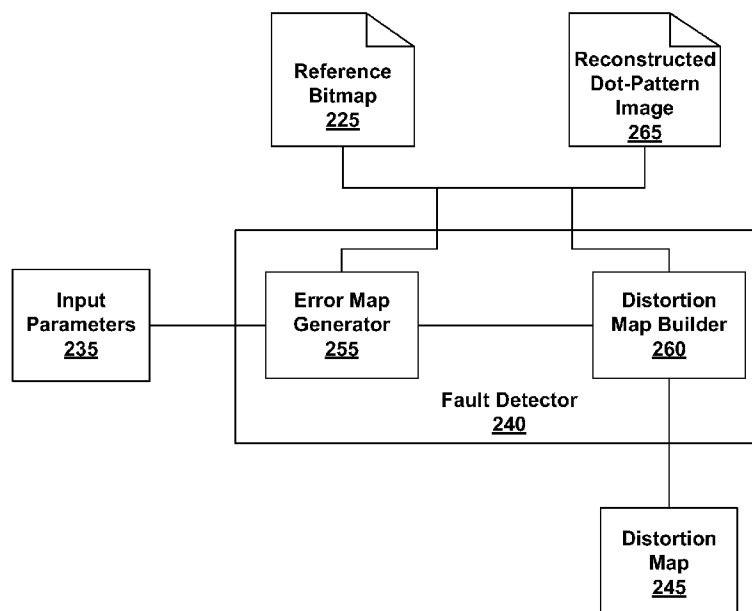 Reference
Bitmap
225
Reconstructed
Dot-Pattern
Image
265
Input
Parameters
235
Error Map
Generator
255
Distortion
Map Builder
260
Fault Detector
240
Distortion
Map
245